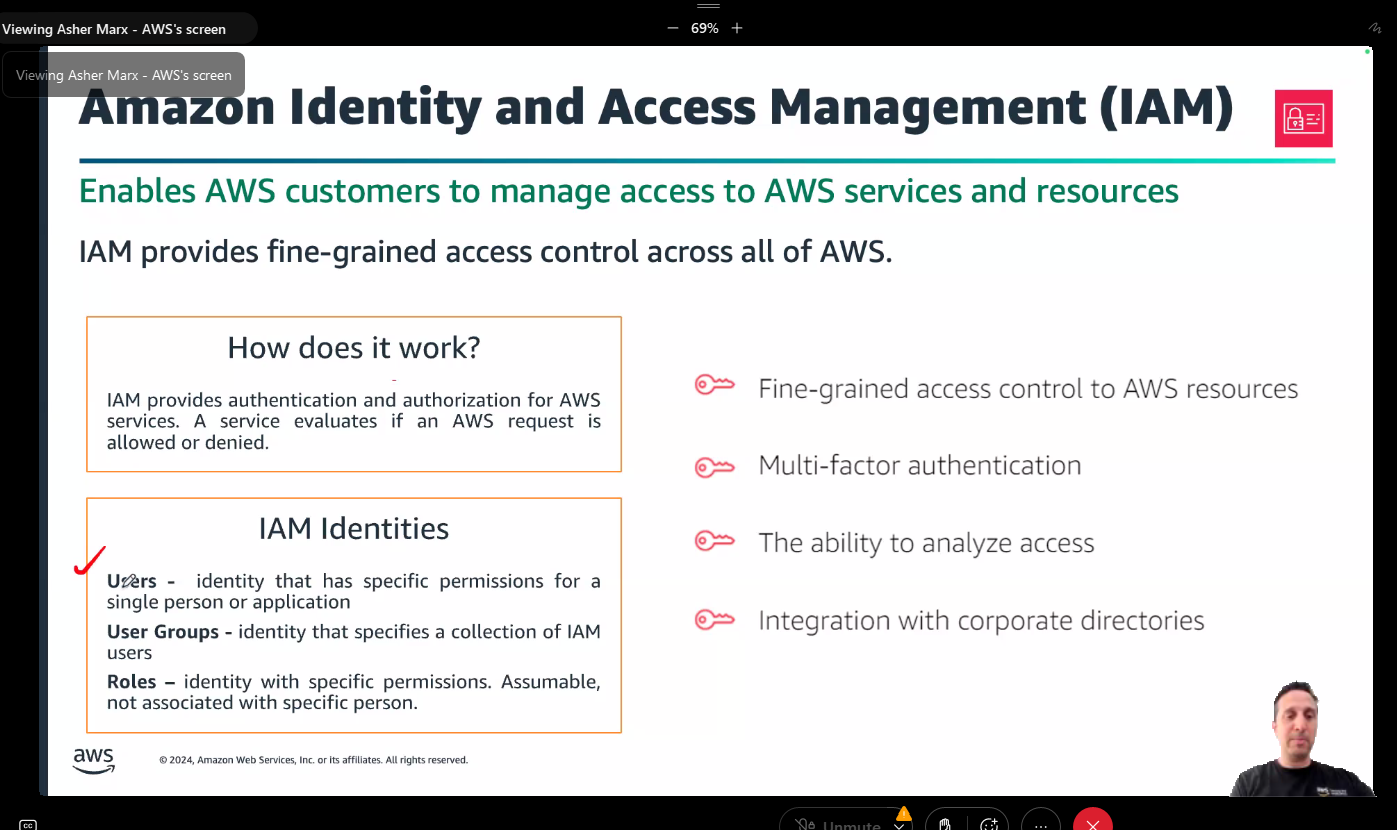 Viewing Asher Marx - AWS's screen
69%
Viewing Asher Marx - AWS's screen
Amazon Identity and Access Management (IAM)
Enables AWS customers to manage access to AWS services and resources
IAM provides fine-grained access control across all of AWS.
How does it work?
IAM provides authentication and authorization for AWS
services. A service evaluates if an AWS request is
allowed or denied.
IAM Identities
Users - identity that has specific permissions for a
single person or application
User Groups - identity that specifies a collection of IAM
users
Roles – identity with specific permissions. Assumable,
not associated with specific person.
Fine-grained access control to AWS resources
Multi-factor authentication
The ability to analyze access
Integration with corporate directories
aws
© 2024, Amazon Web Services, Inc. or its affiliates. All rights reserved.
aws
Unmute
cc